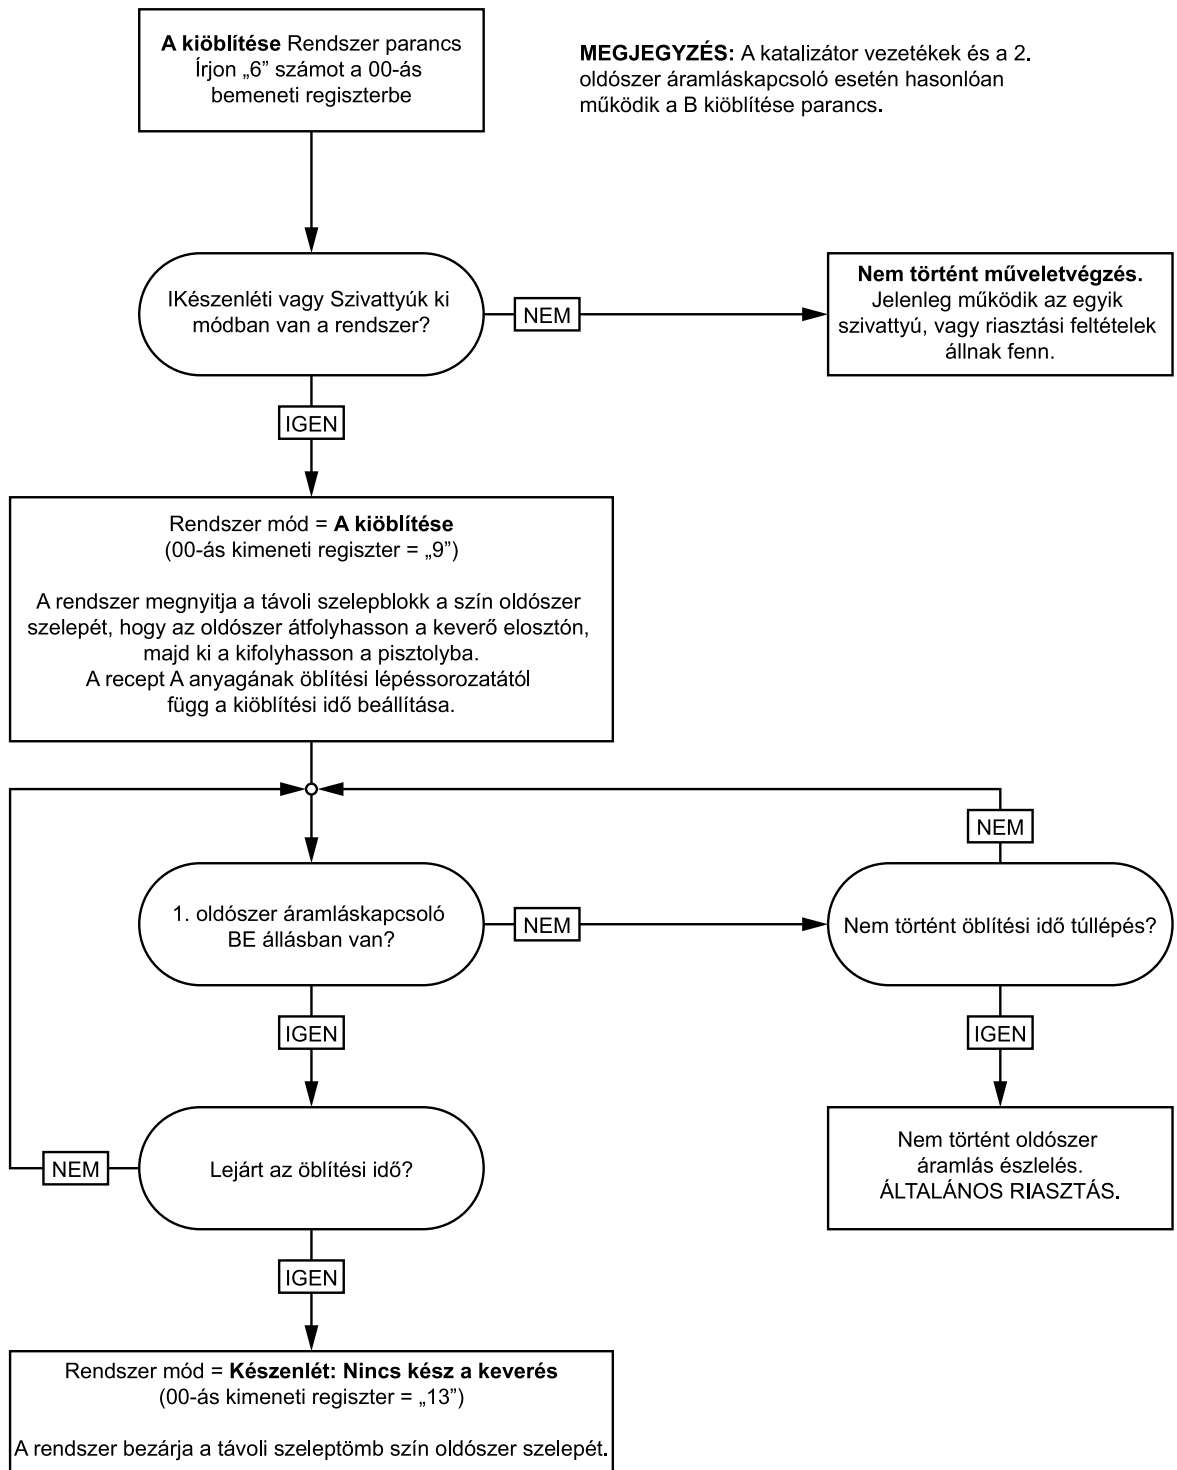 A kiöblítése Rendszer parancs
Írjon „6” számot a 00-ás
bemeneti regiszterbe
MEGJEGYZÉS: A katalizátor vezetékek és a 2.
oldószer áramláskapcsoló esetén hasonlóan
működik a B kiöblítése parancs.
IKészenléti vagy Szivattyúk ki
módban van a rendszer?
NEM
Nem történt műveletvégzés.
Jelenleg működik az egyik
szivattyú, vagy riasztási feltételek
állnak fenn.
IGEN
Rendszer mód = A kiöblítése
(00-ás kimeneti regiszter = „9”)
A rendszer megnyitja a távoli szelepblokk a szín oldószer
szelepét, hogy az oldószer átfolyhasson a keverő elosztón,
majd ki a kifolyhasson a pisztolyba.
A recept A anyagának öblítési lépéssorozatától
függ a kiöblítési idő beállítása.
NEM
1. oldószer áramláskapcsoló
BE állásban van?
NEM
Nem történt öblítési idő túllépés?
IGEN
IGEN
Nem történt oldószer
áramlás észlelés.
ÁLTALÁNOS RIASZTÁS.
NEM
Lejárt az öblítési idő?
IGEN
Rendszer mód = Készenlét: Nincs kész a keverés
(00-ás kimeneti regiszter = „13”)
A rendszer bezárja a távoli szeleptömb szín oldószer szelepét.